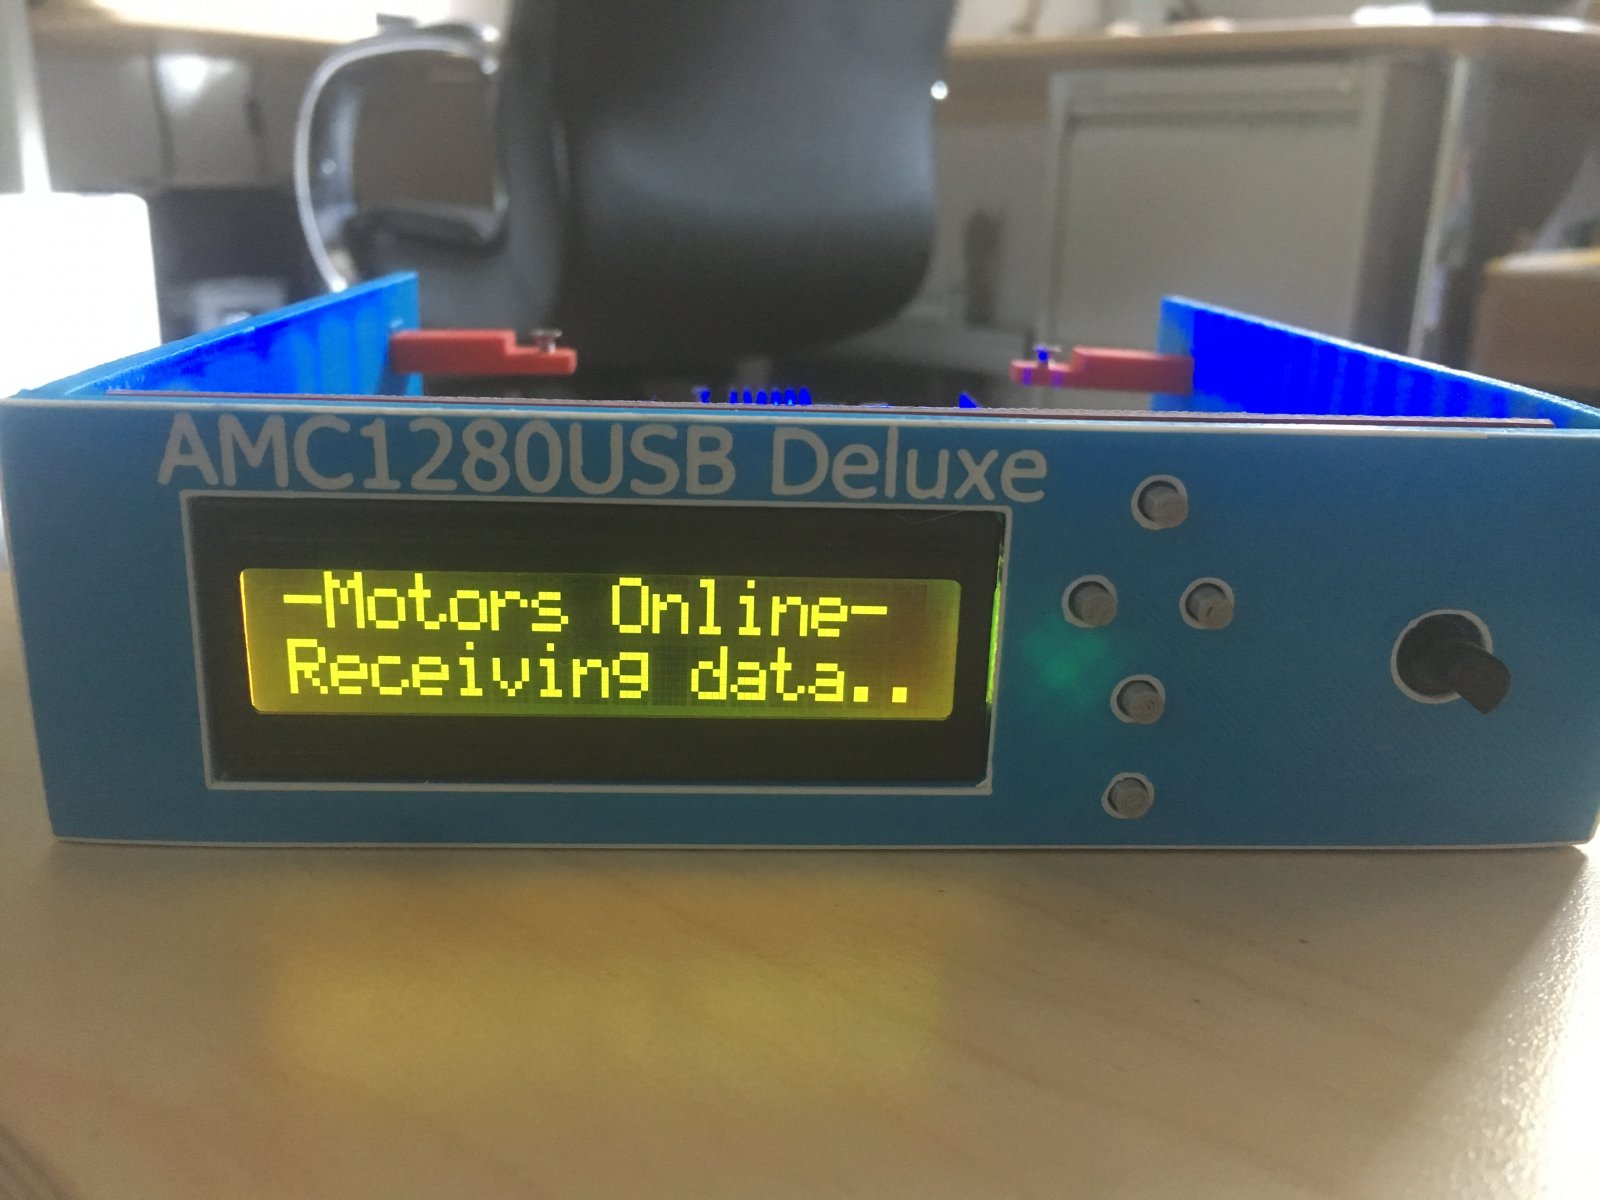 AMC1280USB Deluxe
-Motors Online-
Receiving data..